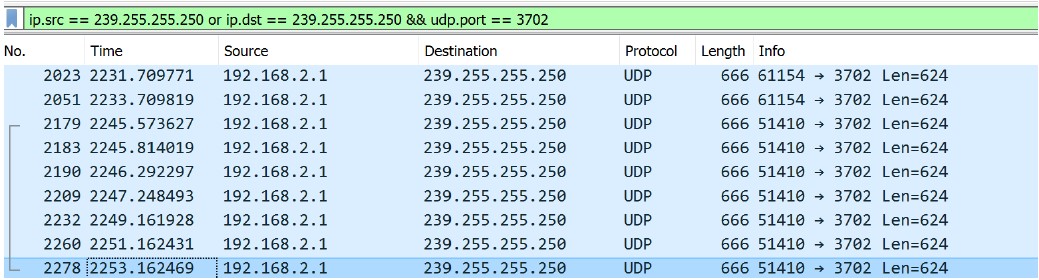 ip.src == 239.255.255.250 or ip.dst == 239.255.255.250 && udp.port == 3702
No. Time Source Destination Protocol Length Info
2023 2231.709771 192.168.2.1 239.255.255.250 UDP 666 61154 → 3702 Len=624
2051 2233.709819 192.168.2.1 239.255.255.250 UDP 666 61154 → 3702 Len=624
2179 2245.573627 192.168.2.1 239.255.255.250 UDP 666 51410 → 3702 Len=624
2183 2245.814019 192.168.2.1 239.255.255.250 UDP 666 51410 → 3702 Len=624
2190 2246.292297 192.168.2.1 239.255.255.250 UDP 666 51410 → 3702 Len=624
2209 2247.248493 192.168.2.1 239.255.255.250 UDP 666 51410 → 3702 Len=624
2232 2249.161928 192.168.2.1 239.255.255.250 UDP 666 51410 → 3702 Len=624
2260 2251.162431 192.168.2.1 239.255.255.250 UDP 666 51410 → 3702 Len=624
2278 2253.162469 192.168.2.1 239.255.255.250 UDP 666 51410 → 3702 Len=624